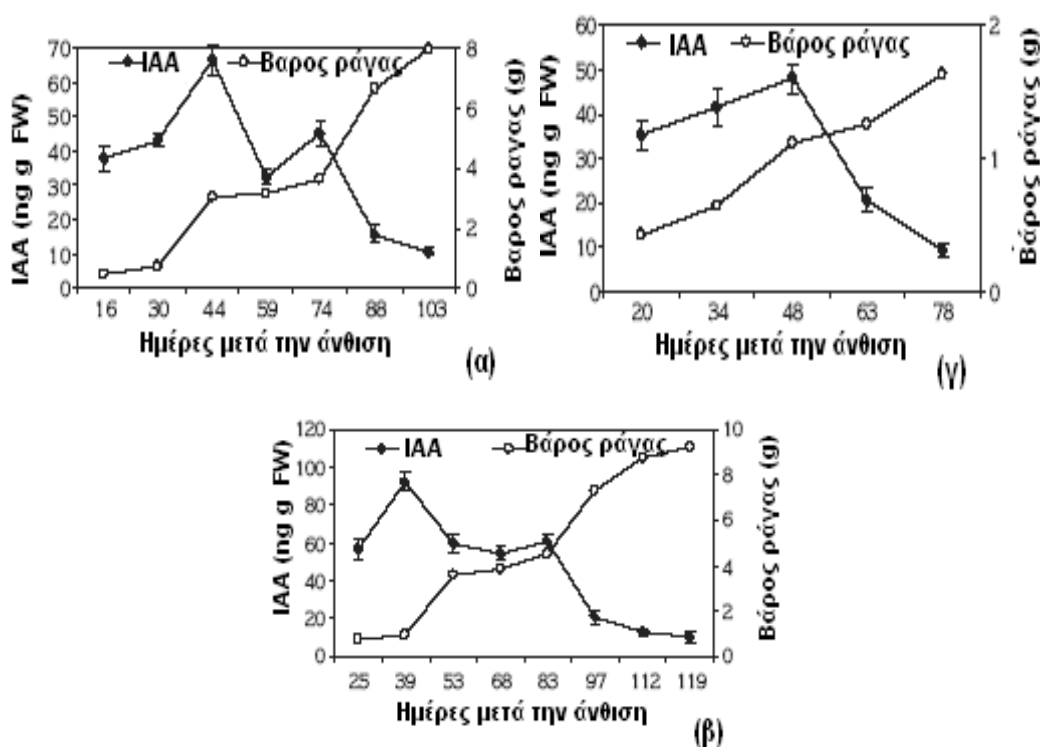 IAA
Βαρος ράγας
IAA (ng g FW)
70
60
50
40
30
20
10
0
8
6
4
2
0
Βαρος ραγας (g)
16 30 44 59 74 88 103
Ημέρες μετά την άνθιση
(α)
IAA
Βάρος ράγας
IAA (ng g FW)
60
50
40
30
20
10
0
2
1
0
Βάρος ράγας (g)
20 34 48 63 78
Ημέρες μετά την άνθιση
(γ)
IAA
Βάρος ράγας
IAA (ng g FW)
120
100
80
60
40
20
0
10
8
6
4
2
0
Βάρος ράγας (g)
25 39 53 68 83 97 112 119
Ημέρες μετά την άνθιση
(β)